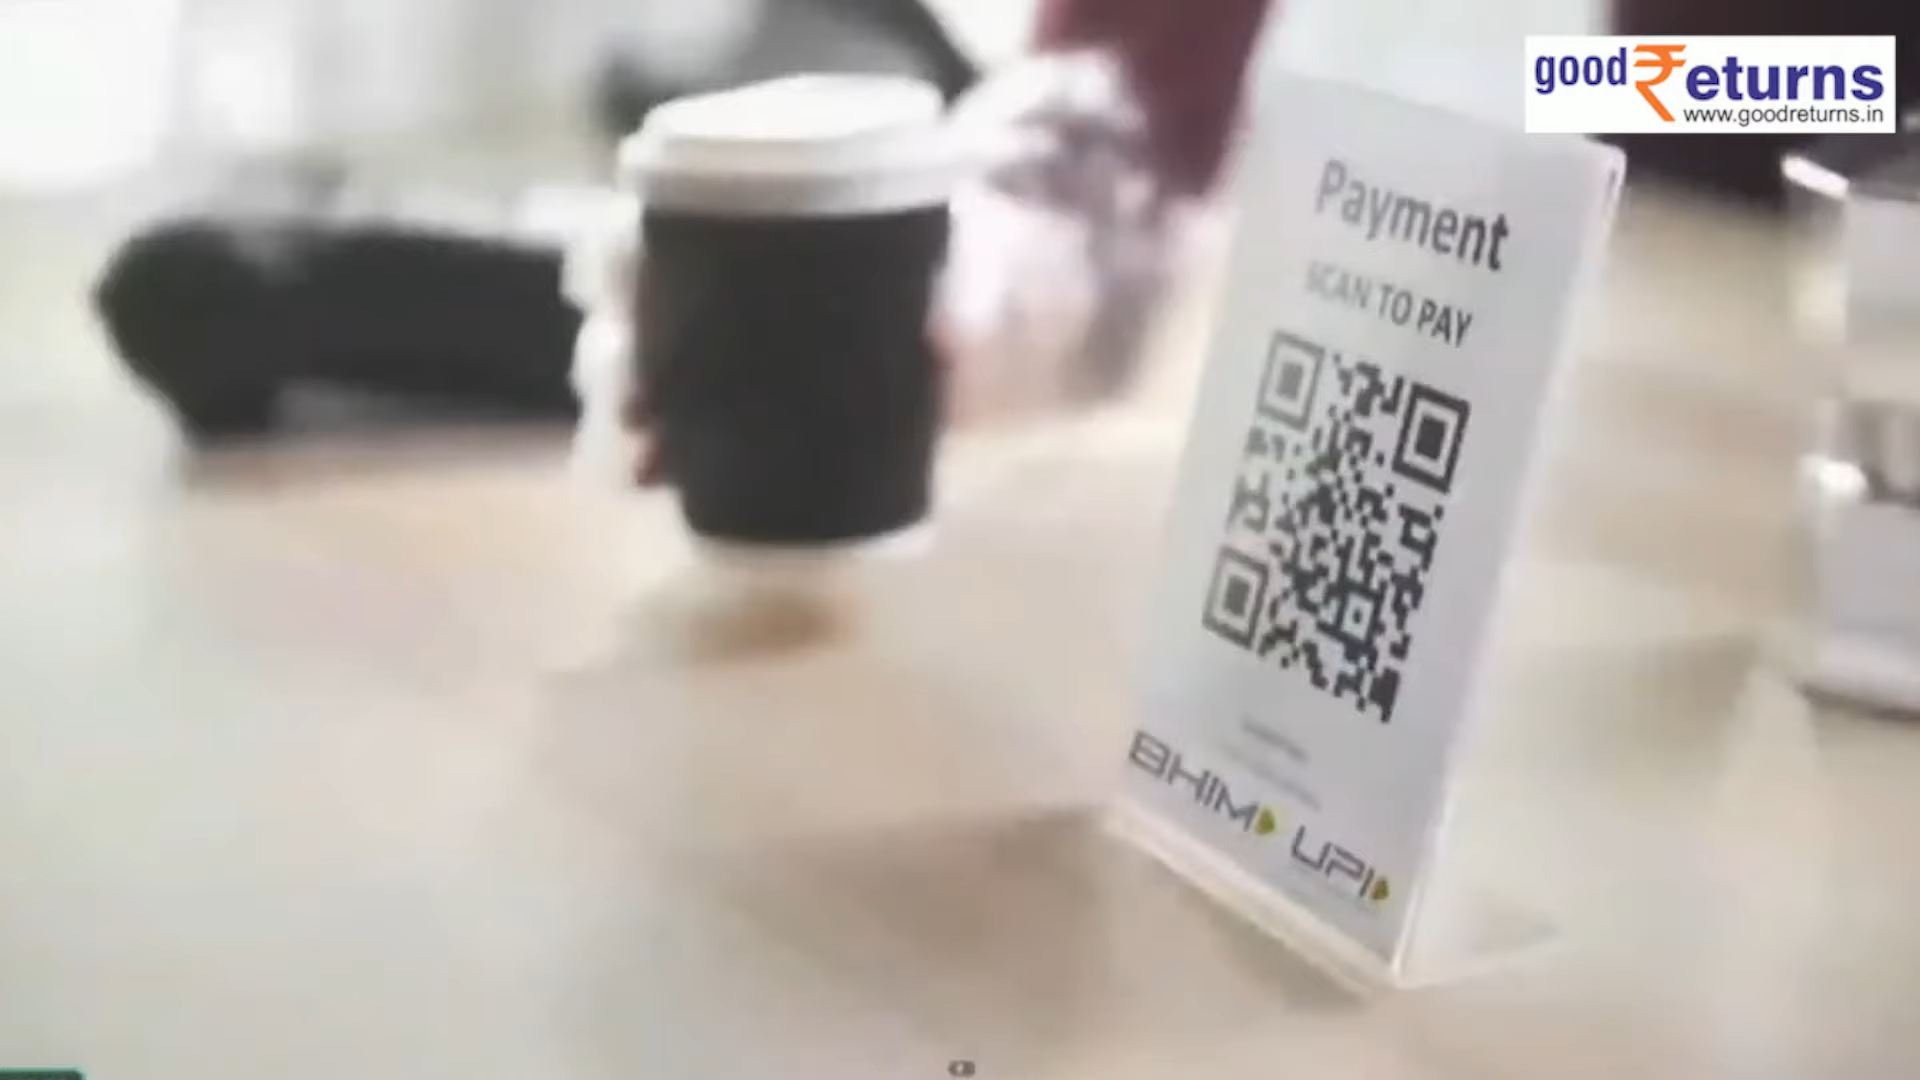 good₹eturns
www.goodreturns.in
Payment
SCAN TO PAY
BHIM UPI